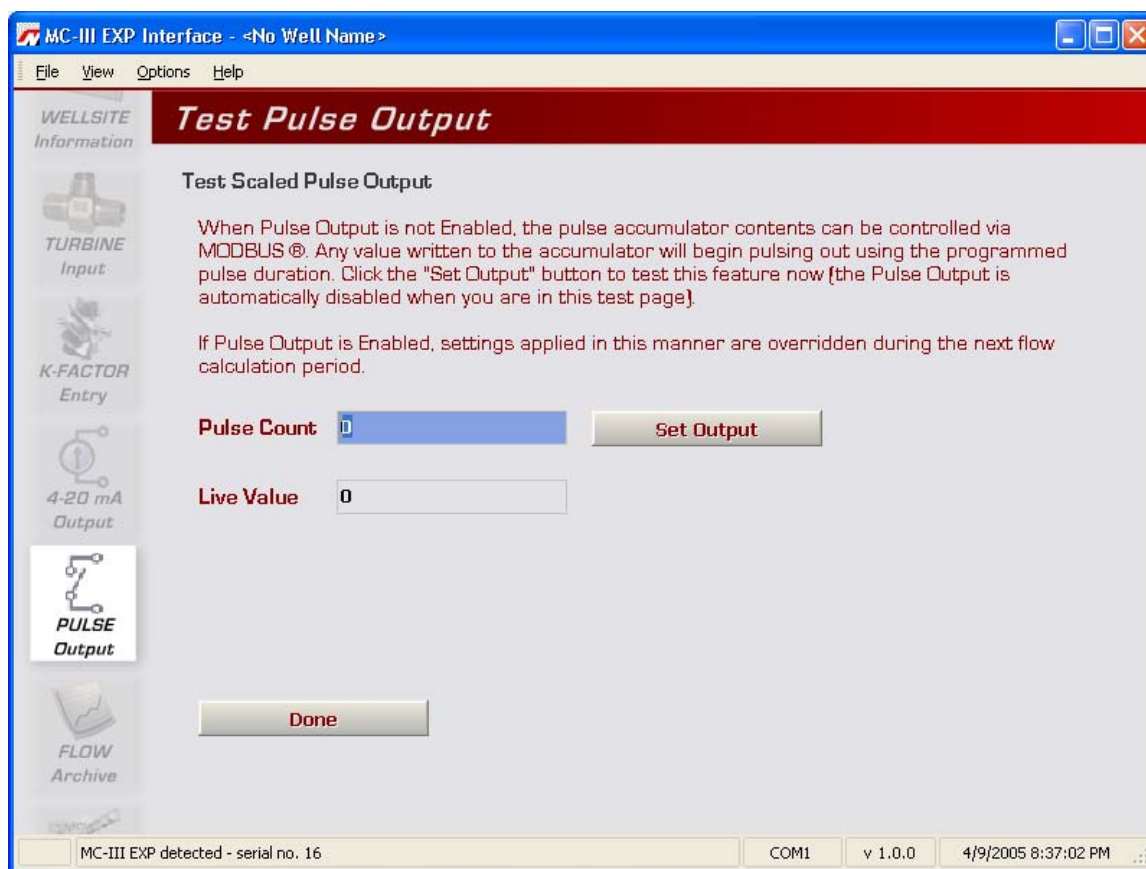 MC-III EXP Interface - <No Well Name>
File View Options Help
WELLSITE
Information
TURBINE
Input
K-FACTOR
Entry
4-20 mA
Output
PULSE
Output
FLOW
Archive
Test Pulse Output
Test Scaled Pulse Output
When Pulse Output is not Enabled, the pulse accumulator contents can be controlled via
MODBUS ®. Any value written to the accumulator will begin pulsing out using the programmed
pulse duration. Click the "Set Output" button to test this feature now (the Pulse Output is
automatically disabled when you are in this test page).
If Pulse Output is Enabled, settings applied in this manner are overridden during the next flow
calculation period.
Pulse Count 0 Set Output
Live Value 0
Done
MC-III EXP detected - serial no. 16 COM1 v 1.0.0 4/9/2005 8:37:02 PM